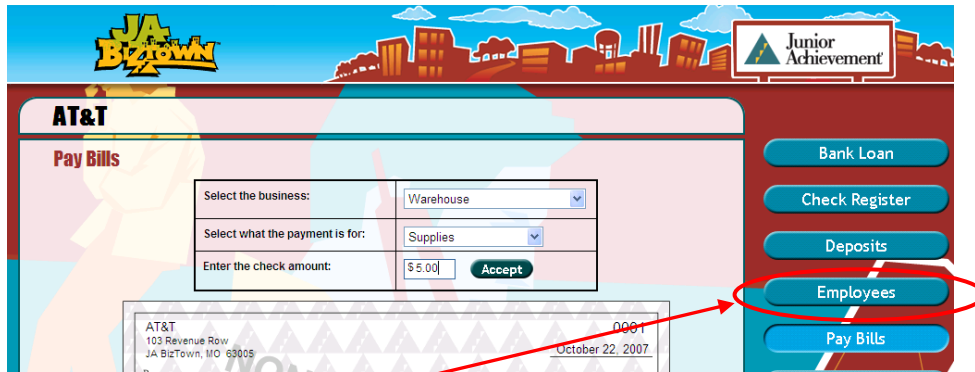 JA
BizTown
Junior
Achievement
AT&T
Pay Bills
Select the business:
Warehouse
Select what the payment is for:
Supplies
Enter the check amount:
$5.00
Accept
Bank Loan
Check Register
Deposits
Employees
Pay Bills
AT&T
0001
103 Revenue Row
JA BizTown, MO 63005
October 22, 2007